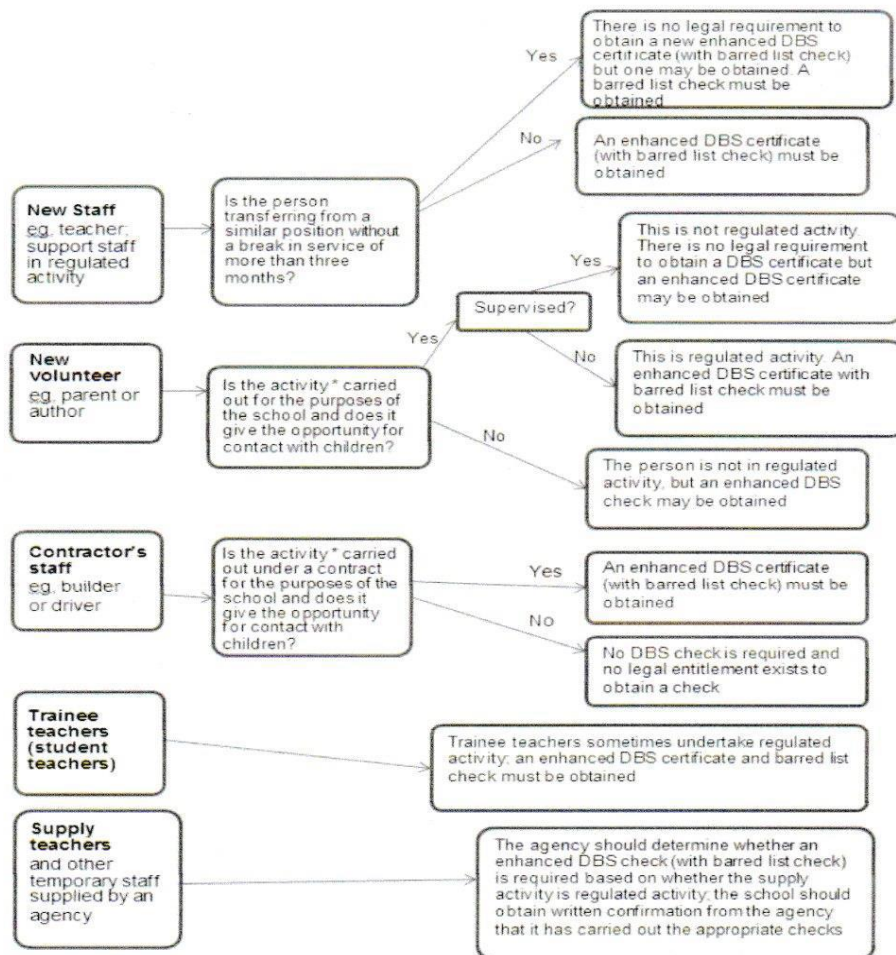 There is no legal requirement to
obtain a new enhanced DBS
certificate (with barred list check)
but one may be obtained. A
barred list check must be
obtained
Yes
No
An enhanced DBS certificate
(with barred list check) must be
obtained
New Staff
eg. teacher;
support staff
in regulated
activity
Is the person
transferring from a
similar position without
a break in service of
more than three
months?
This is not regulated activity.
There is no legal requirement
to obtain a DBS certificate but
an enhanced DBS certificate
may be obtained
Yes
Supervised?
Yes
No
This is regulated activity. An
enhanced DBS certificate with
barred list check must be
obtained
New
volunteer
eg. parent or
author
Is the activity * carried
out for the purposes of
the school and does it
give the opportunity for
contact with children?
No
The person is not in regulated
activity, but an enhanced DBS
check may be obtained
Contractor's
staff
eg. builder
or driver
Is the activity * carried
out under a contract
for the purposes of the
school and does it
give the opportunity
for contact with
children?
Yes
An enhanced DBS certificate
(with barred list check) must be
obtained
No
No DBS check is required and
no legal entitlement exists to
obtain a check
Trainee
teachers
(student
teachers)
Trainee teachers sometimes undertake regulated
activity; an enhanced DBS certificate and barred list
check must be obtained
Supply
teachers
and other
temporary staff
supplied by an
agency
The agency should determine whether an
enhanced DBS check (with barred list check)
is required based on whether the supply
activity is regulated activity; the school should
obtain written confirmation from the agency
that it has carried out the appropriate checks